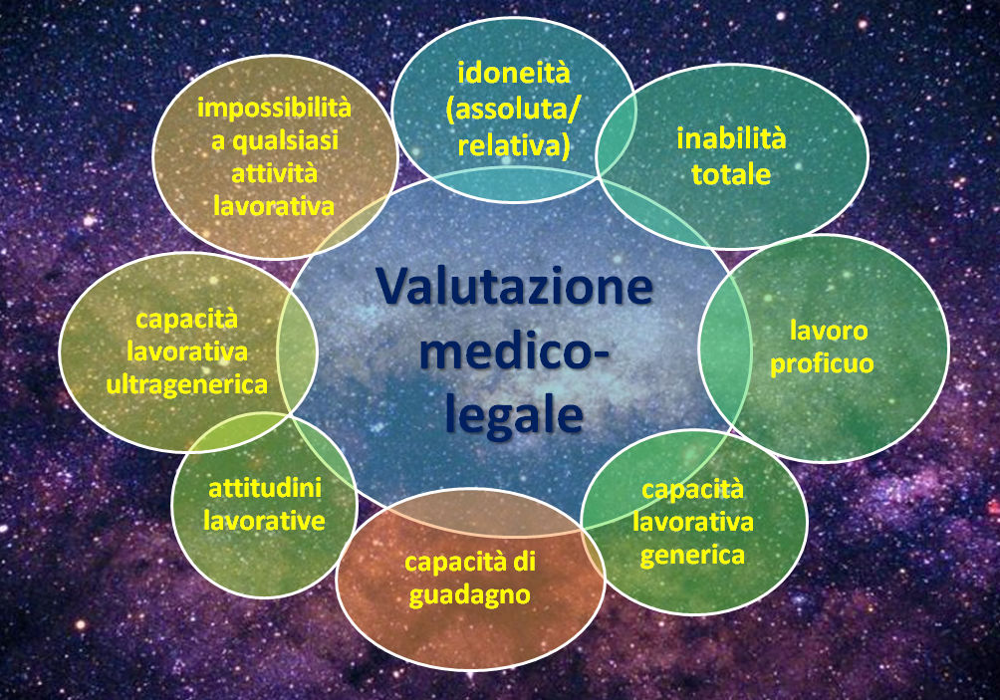 idoneità
(assoluta/
relativa)
inabilità
totale
lavoro
proficuo
capacità
lavorativa
generica
capacità di
guadagno
attitudini
lavorative
capacità
lavorativa
ultragenerica
impossibilità
a qualsiasi
attività
lavorativa
Valutazione
medico-
legale